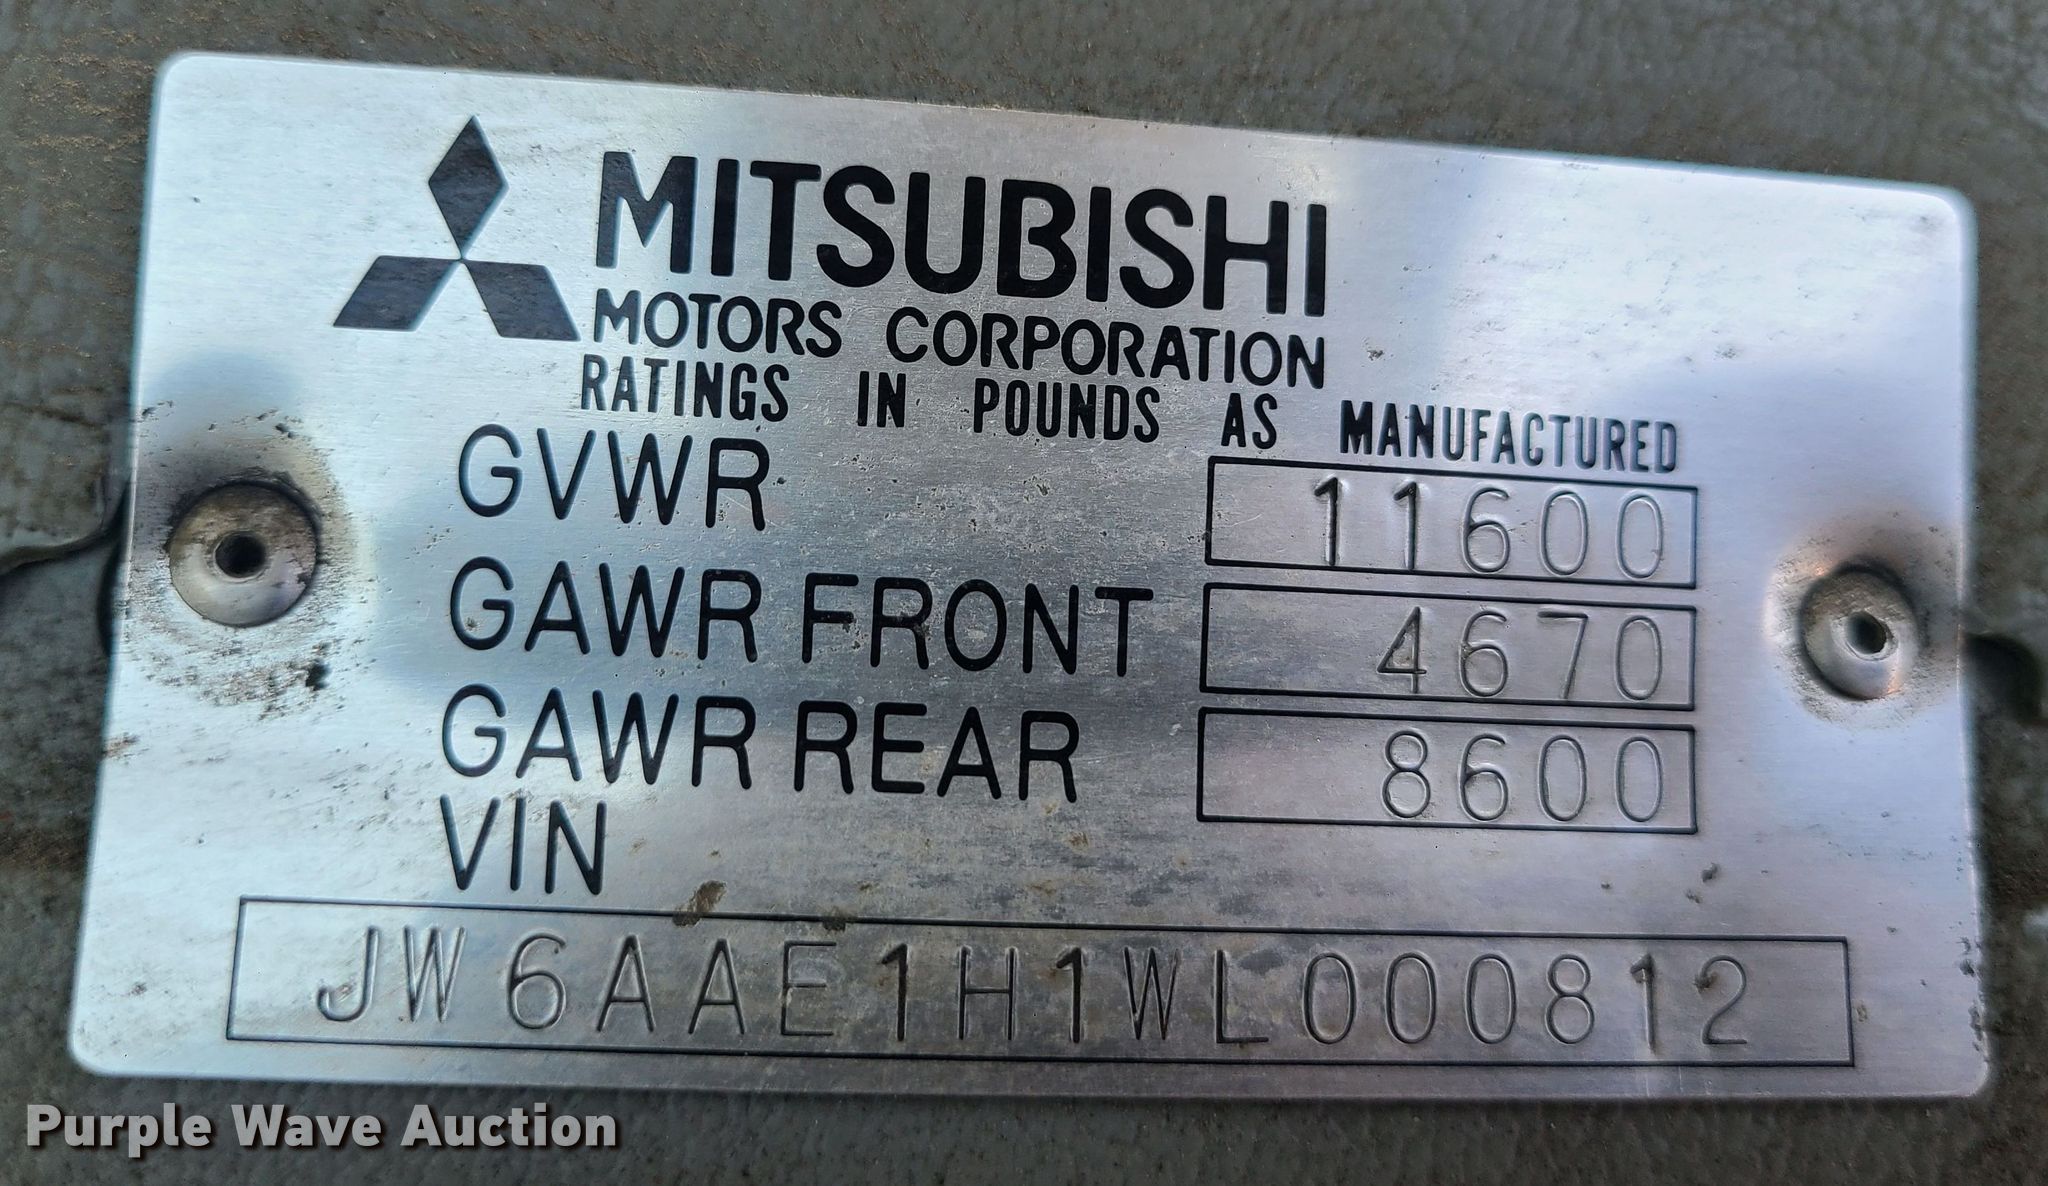 MITSUBISHI
MOTORS CORPORATION
RATINGS IN POUNDS AS MANUFACTURED
GVWR 11600
GAWR FRONT 4670
GAWR REAR 8600
VIN
JW6AAE1H1WL000812
Purple Wave Auction